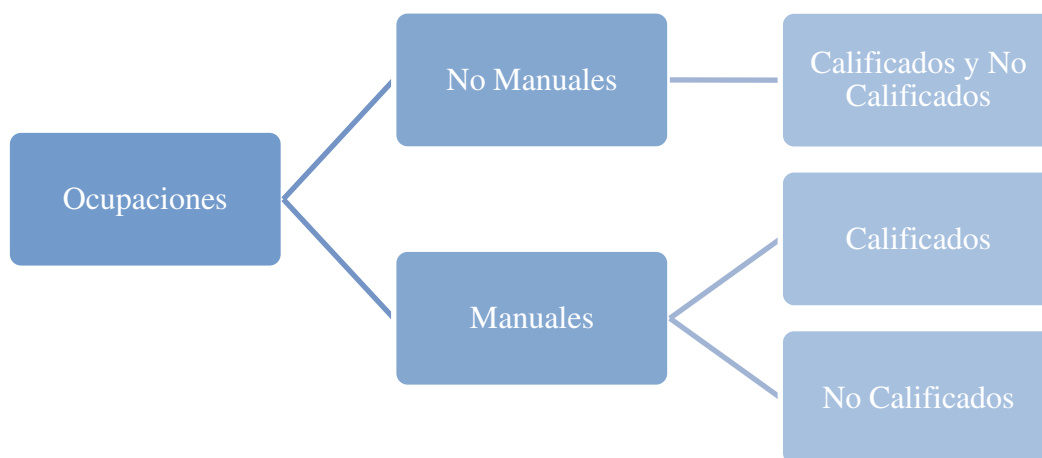 Ocupaciones
No Manuales
Calificados y No
Calificados
Manuales
Calificados
No Calificados